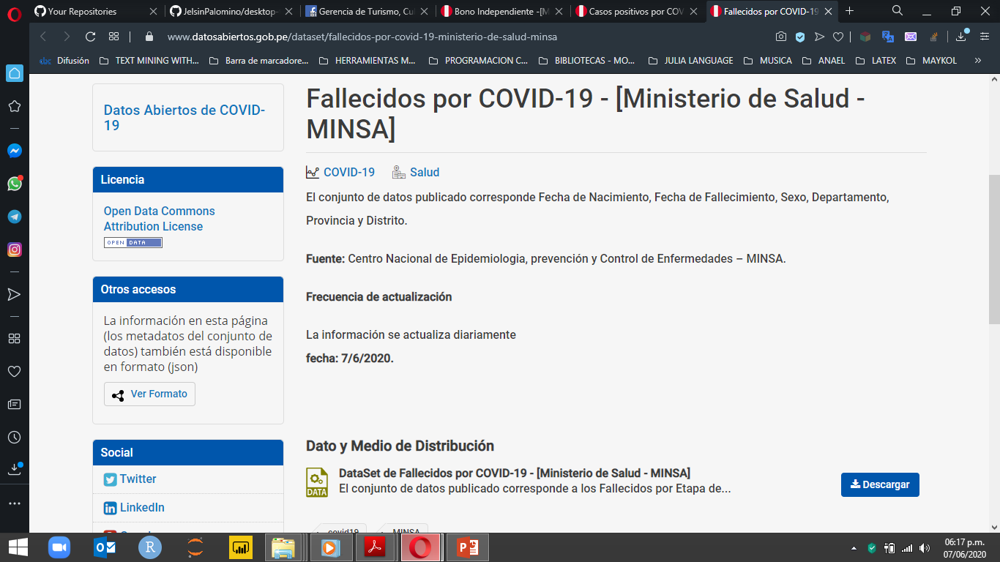 Your Repositories
JelsinPalomino/desktop-
Gerencia de Turismo, Cu
Bono Independiente -[M
Casos positivos por COV
Fallecidos por COVID-19
www.datosabiertos.gob.pe/dataset/fallecidos-por-covid-19-ministerio-de-salud-minsa
abc Difusión
TEXT MINING WITH...
Barra de marcadore...
HERRAMIENTAS M...
PROGRAMACION C...
BIBLIOTECAS - MO...
JULIA LANGUAGE
MUSICA
ANAEL
LATEX
MAYKOL
»
Datos Abiertos de COVID-
19
Licencia
Open Data Commons
Attribution License
OPEN DATA
Otros accesos
La información en esta página
(los metadatos del conjunto de
datos) también está disponible
en formato (json)
Ver Formato
Social
Twitter
LinkedIn
Fallecidos por COVID-19 - [Ministerio de Salud -
MINSA]
COVID-19
Salud
El conjunto de datos publicado corresponde Fecha de Nacimiento, Fecha de Fallecimiento, Sexo, Departamento,
Provincia y Distrito.
Fuente: Centro Nacional de Epidemiologia, prevención y Control de Enfermedades – MINSA.
Frecuencia de actualización
La información se actualiza diariamente
fecha: 7/6/2020.
Dato y Medio de Distribución
DATA
DataSet de Fallecidos por COVID-19 - [Ministerio de Salud - MINSA]
El conjunto de datos publicado corresponde a los Fallecidos por Etapa de...
Descargar
covid19
MINSA
06:17 p.m.
07/06/2020